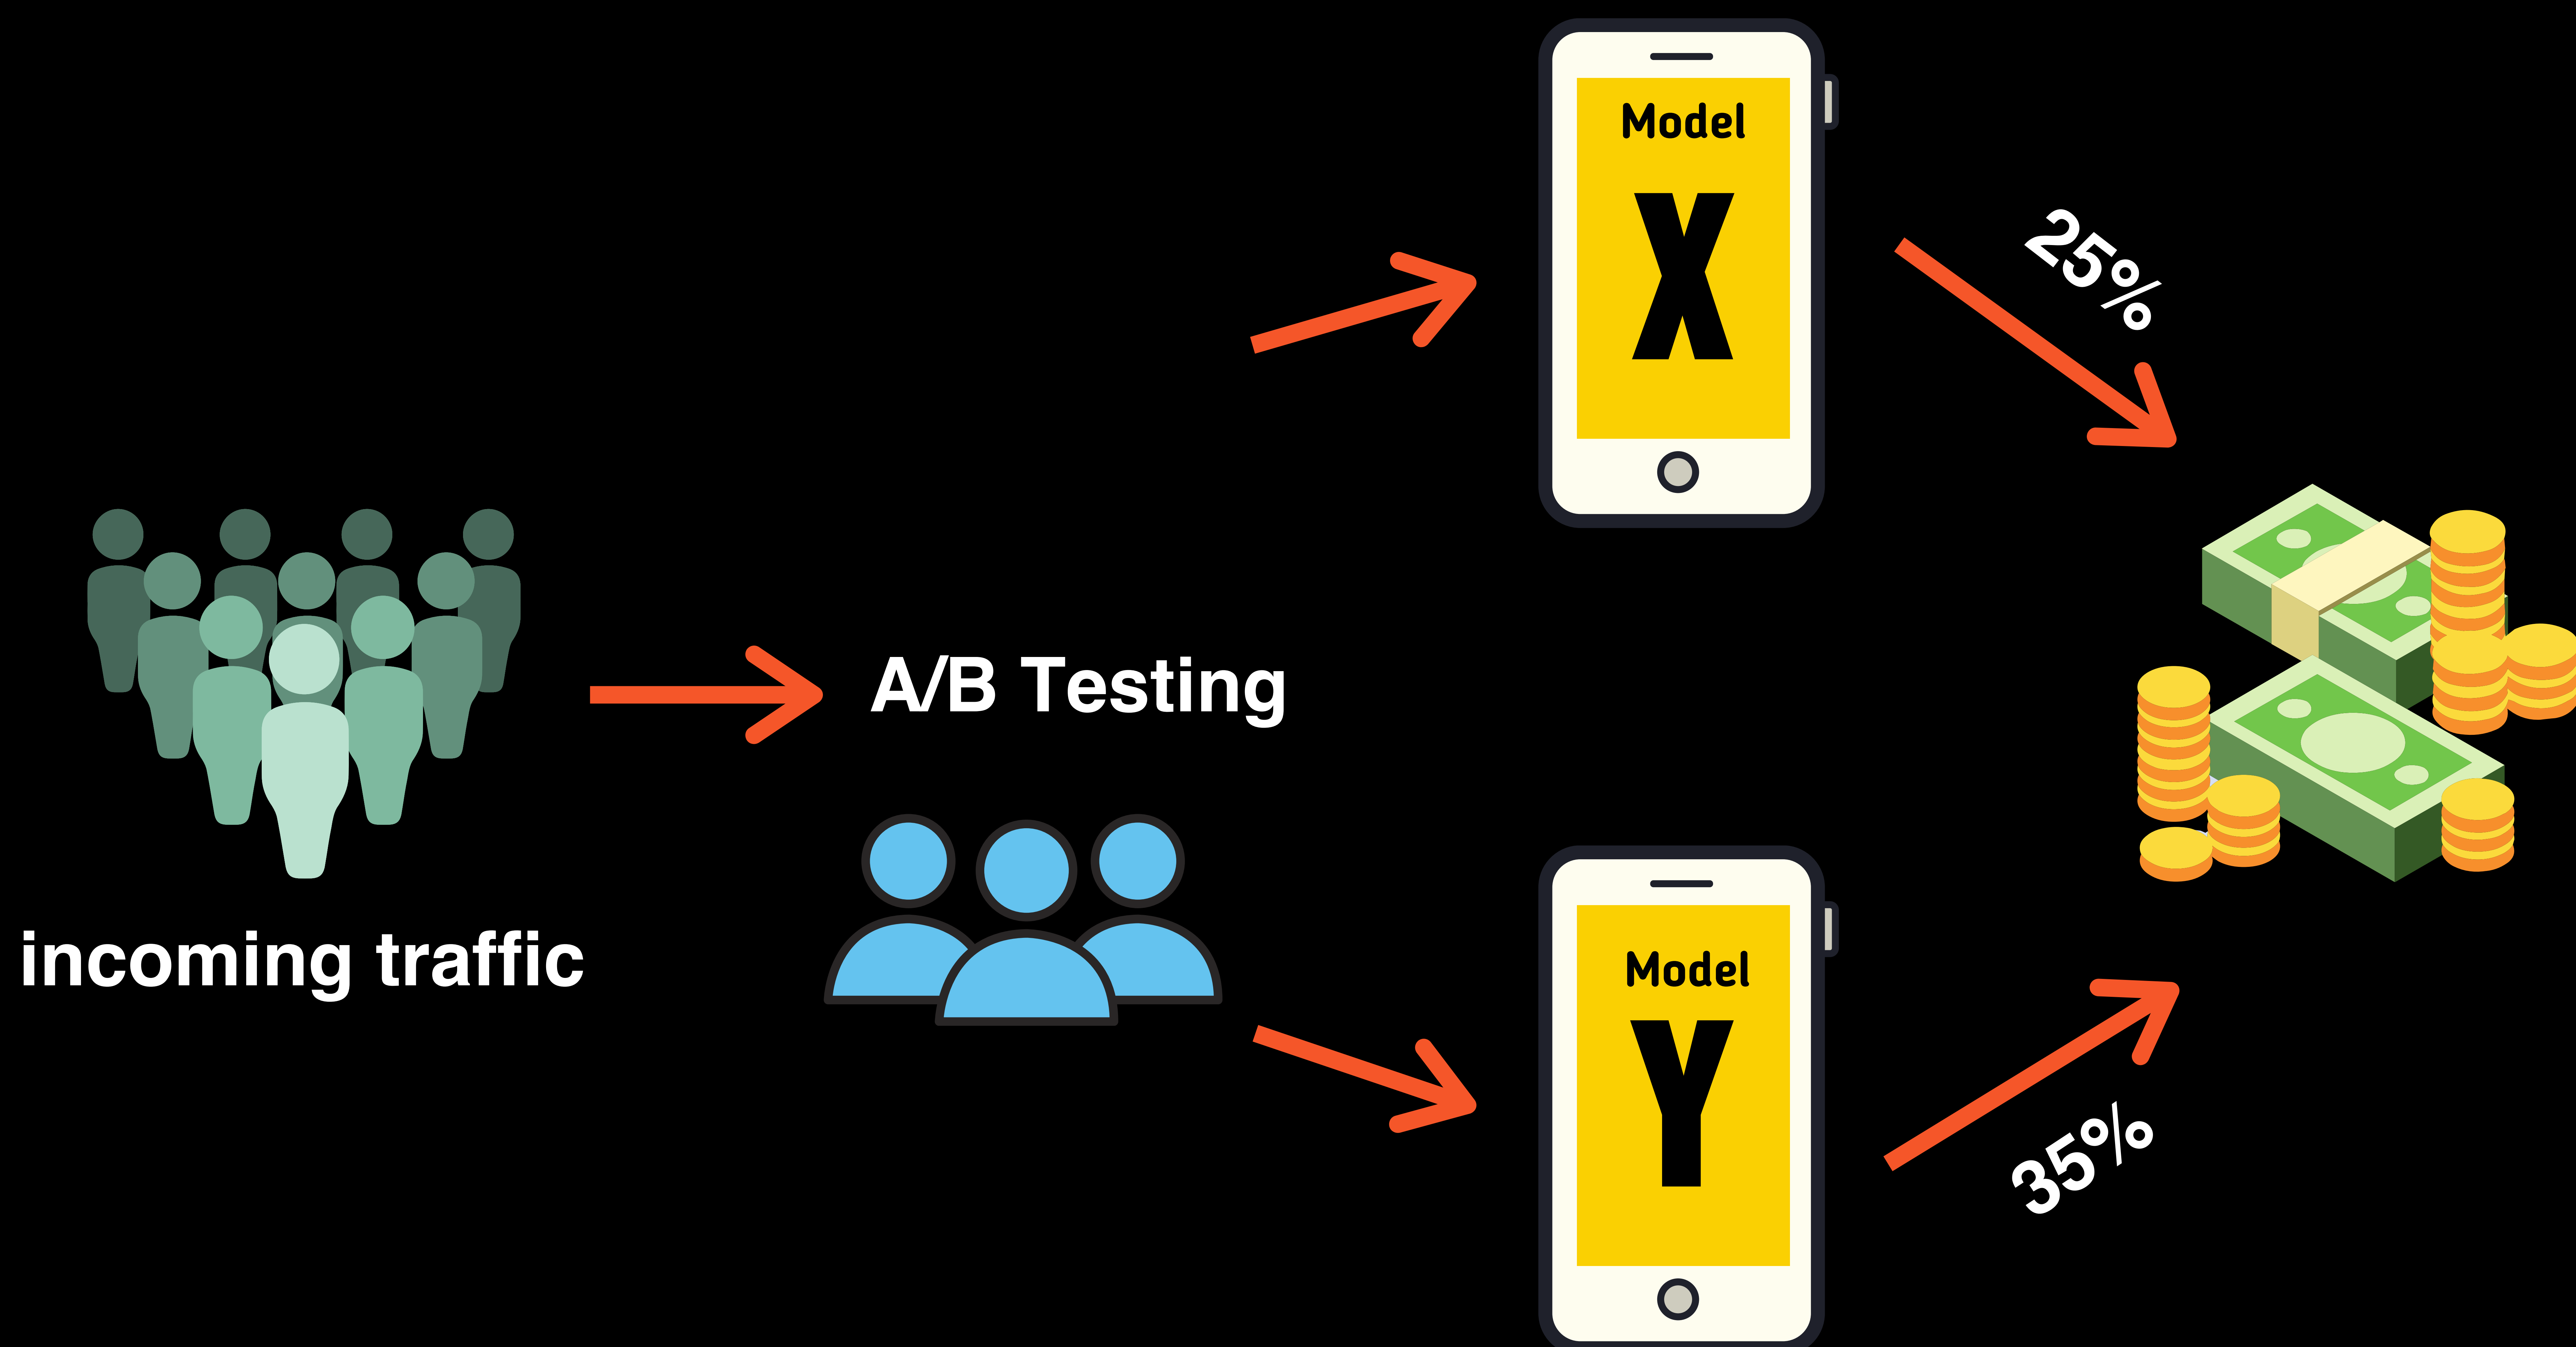 incoming traffic
A/B Testing
Model
X
25%
Model
Y
35%